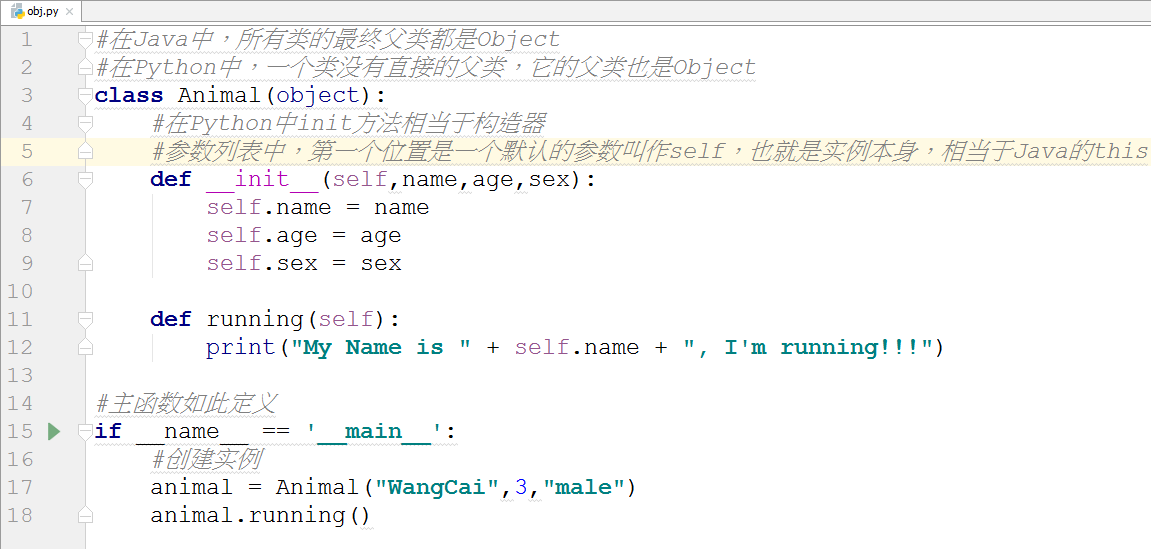 obj.py
1 #在Java中，所有类的最终父类都是Object
2 #在Python中，一个类没有直接的父类，它的父类也是Object
3 class Animal(object):
4     #在Python中init方法相当于构造器
5     #参数列表中，第一个位置是一个默认的参数叫作self，也就是实例本身，相当于Java的this
6     def __init__(self,name,age,sex):
7         self.name = name
8         self.age = age
9         self.sex = sex
10
11     def running(self):
12         print("My Name is " + self.name + ", I'm running!!!")
13
14 #主函数如此定义
15 if __name__ == '__main__':
16     #创建实例
17     animal = Animal("WangCai",3,"male")
18     animal.running()